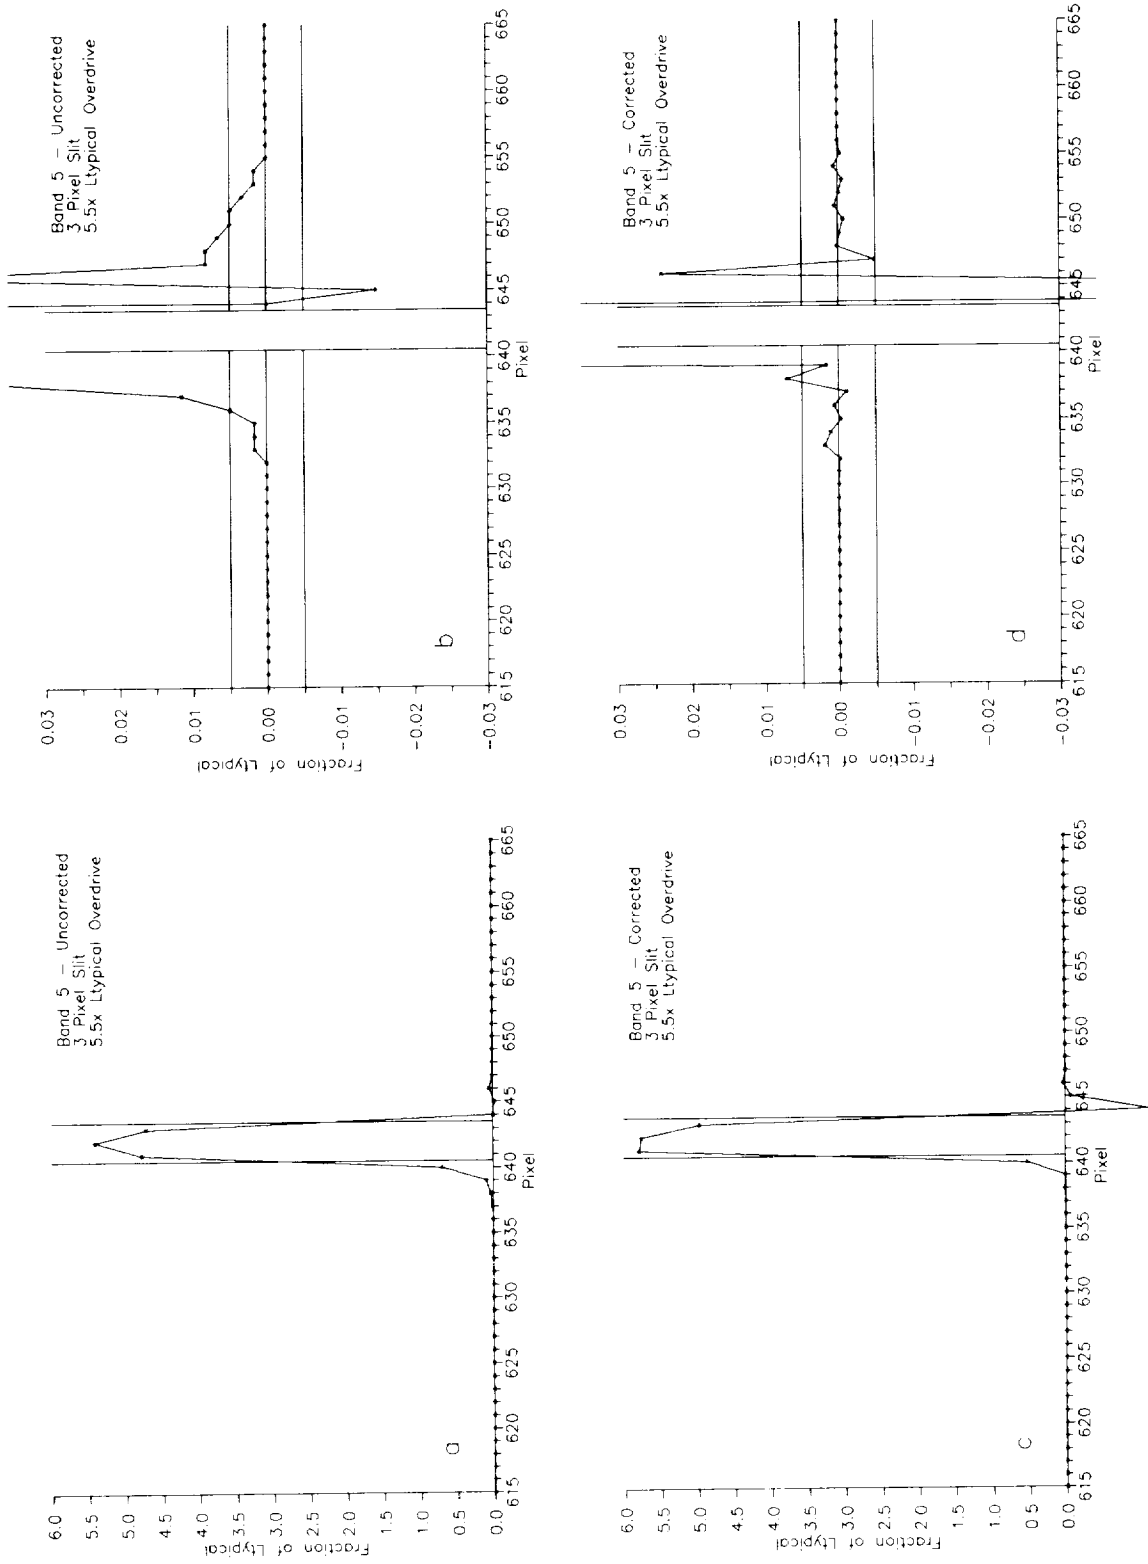 Band 5 - Uncorrected
3 Pixel Slit
5.5x Ltypical Overdrive
6.0
5.5
5.0
4.5
4.0
3.5
3.0
2.5
2.0
1.5
1.0
0.5
0.0
Fraction of Ltypical
615 620 625 630 635 640 645 650 655 660 665
Pixel
a
Band 5 - Uncorrected
3 Pixel Slit
5.5x Ltypical Overdrive
0.03
0.02
0.01
0.00
-0.01
-0.02
-0.03
Fraction of Ltypical
615 620 625 630 635 640 645 650 655 660 665
Pixel
b
Band 5 - Corrected
3 Pixel Slit
5.5x Ltypical Overdrive
6.0
5.5
5.0
4.5
4.0
3.5
3.0
2.5
2.0
1.5
1.0
0.5
0.0
Fraction of Ltypical
615 620 625 630 635 640 645 650 655 660 665
Pixel
c
Band 5 - Corrected
3 Pixel Slit
5.5x Ltypical Overdrive
0.03
0.02
0.01
0.00
-0.01
-0.02
-0.03
Fraction of Ltypical
615 620 625 630 635 640 645 650 655 660 665
Pixel
d